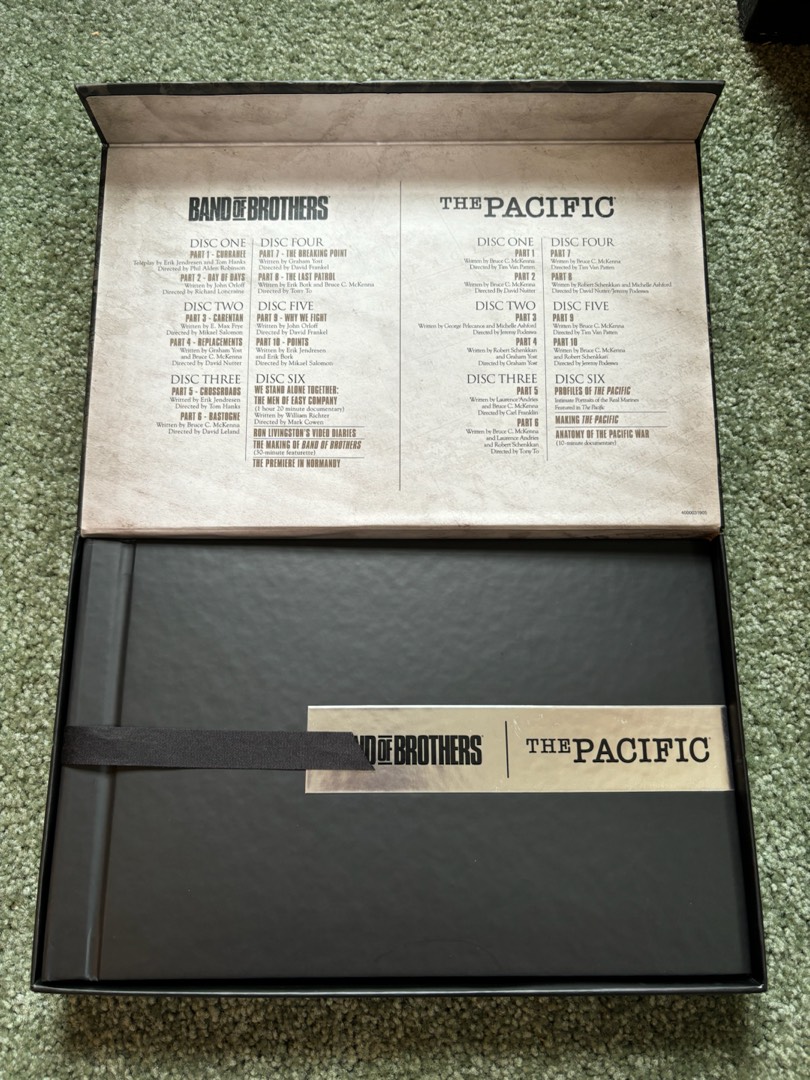 BAND OF BROTHERS
DISC ONE
PART 1 - CURRAHEE
Teleplay by Erik Jendresen and Tom Hanks
Directed by Phil Alden Robinson
PART 2 - DAY OF DAYS
Written by John Orloff
Directed by Richard Loncraine
DISC TWO
PART 3 - CARENTAN
Written by E. Max Frye
Directed by Mikael Salomon
PART 4 - REPLACEMENTS
Written by Graham Yost
and Bruce C. McKenna
Directed by David Nutter
DISC THREE
PART 5 - CROSSROADS
Written by Erik Jendresen
Directed by Tom Hanks
PART 6 - BASTOGNE
Written by Bruce C. McKenna
Directed by David Leland
DISC FOUR
PART 7 - THE BREAKING POINT
Written by Graham Yost
Directed by David Frankel
PART 8 - THE LAST PATROL
Written by Erik Bork and Bruce C. McKenna
Directed by Tony To
DISC FIVE
PART 9 - WHY WE FIGHT
Written by John Orloff
Directed by David Frankel
PART 10 - POINTS
Written by Erik Jendresen
and Erik Bork
Directed by Mikael Salomon
DISC SIX
WE STAND ALONE TOGETHER:
THE MEN OF EASY COMPANY
(1 hour 20 minute documentary)
Written by William Richter
Directed by Mark Cowen
RON LIVINGSTON'S VIDEO DIARIES
THE MAKING OF BAND OF BROTHERS
(30-minute featurette)
THE PREMIERE IN NORMANDY
THE PACIFIC
DISC ONE
PART 1
Written by Bruce C. McKenna
Directed by Tim Van Patten
PART 2
Written by Bruce C. McKenna
Directed By David Nutter
DISC TWO
PART 3
Written by George Pelecanos and Michelle Ashford
Directed by Jeremy Podeswa
PART 4
Written by Robert Schenkkan
and Graham Yost
Directed by Graham Yost
DISC THREE
PART 5
Written by Laurence Andries
and Bruce C. McKenna
Directed by Carl Franklin
PART 6
Written by Bruce C. McKenna
and Laurence Andries
and Robert Schenkkan
Directed by Tony To
DISC FOUR
PART 7
Written by Bruce C. McKenna
Directed by Tim Van Patten
PART 8
Written by Robert Schenkkan and Michelle Ashford
Directed by David Nutter/Jeremy Podeswa
DISC FIVE
PART 9
Written by Bruce C. McKenna
Directed by Tim Van Patten
PART 10
Written by Bruce C. McKenna
and Robert Schenkkan
Directed by Jeremy Podeswa
DISC SIX
PROFILES OF THE PACIFIC
Intimate Portraits of the Real Marines
Featured in The Pacific
MAKING THE PACIFIC
ANATOMY OF THE PACIFIC WAR
(10-minute documentary)
OF BROTHERS
THE PACIFIC